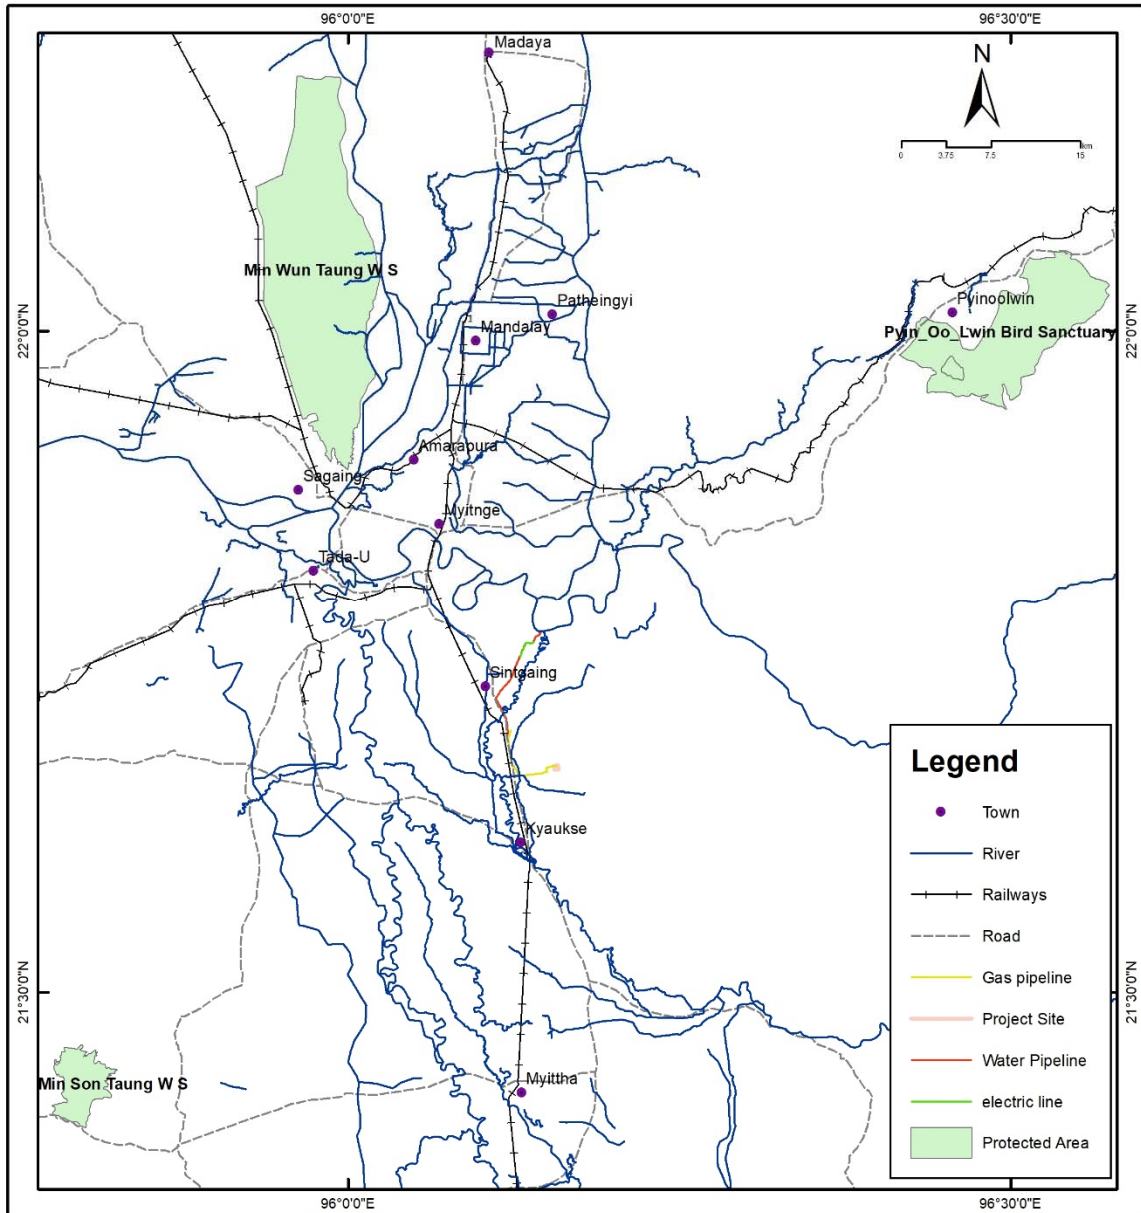 96°0'0"E
96°30'0"E
Madaya
N
0
3.75
7.5
15
km
Min Wun Taung W S
Patheingyi
Pyinoolwin
22°0'0"N
22°0'0"N
Mandalay
Pyin_Oo_Lwin Bird Sanctuary
Amarapura
Sagaing
Myitnge
Tada-U
Sintgaing
Kyaukse
21°30'0"N
21°30'0"N
Min Son Taung W S
Myittha
Legend
Town
River
Railways
Road
Gas pipeline
Project Site
Water Pipeline
electric line
Protected Area
96°0'0"E
96°30'0"E